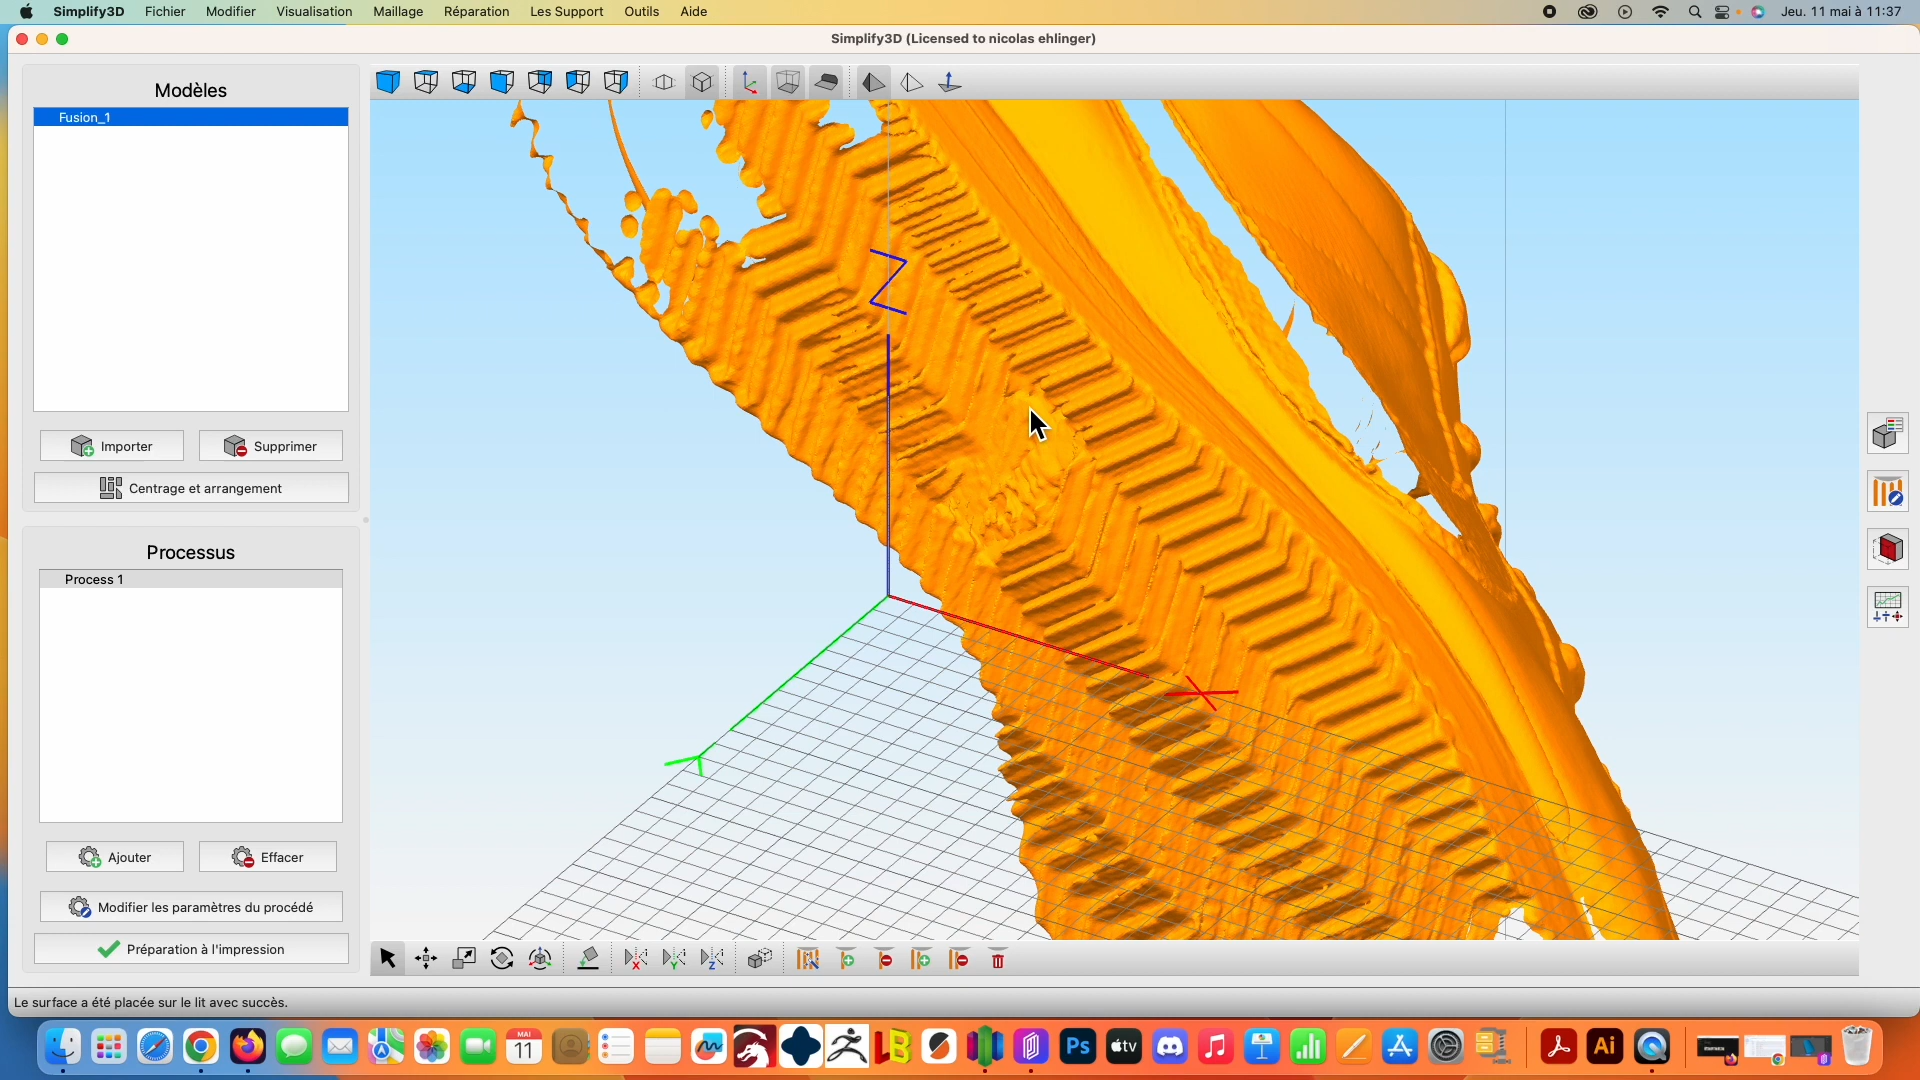 Simplify3D Fichier Modifier Visualisation Maillage Réparation Les Support Outils Aide Jeu. 11 mai à 11:37
Simplify3D (Licensed to nicolas ehlinger)
Modèles
Fusion_1
Importer Supprimer
Centrage et arrangement
Processus
Process 1
Ajouter Effacer
Modifier les paramètres du procédé
Préparation à l'impression
Z
X
Y
X Y Z
Le surface a été placée sur le lit avec succès.
MAI
11
LB
Ps
tv
Ai